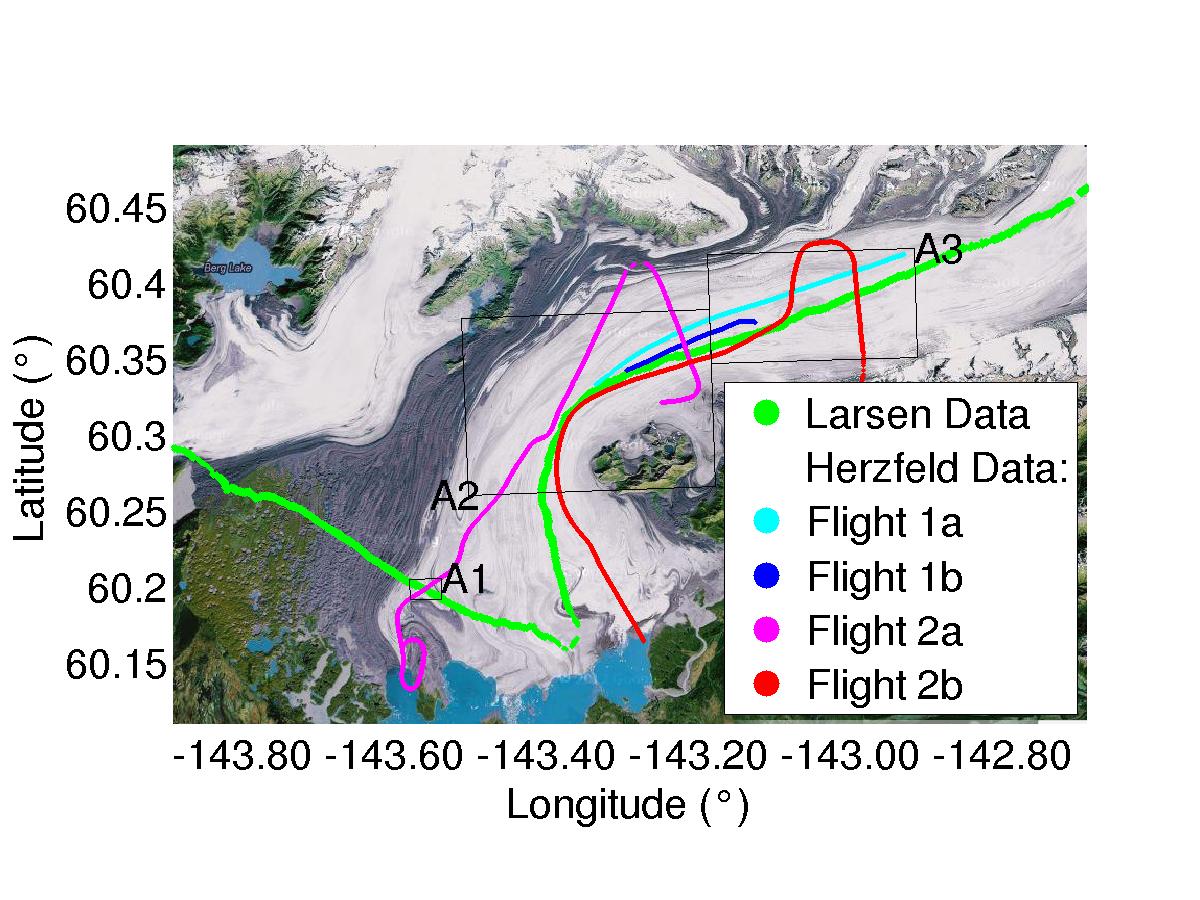 60.45
60.4
60.35
60.3
60.25
60.2
60.15
Latitude (°)
Berg Lake
A3
A2
A1
Larsen Data
Herzfeld Data:
Flight 1a
Flight 1b
Flight 2a
Flight 2b
-143.80 -143.60 -143.40 -143.20 -143.00 -142.80
Longitude (°)